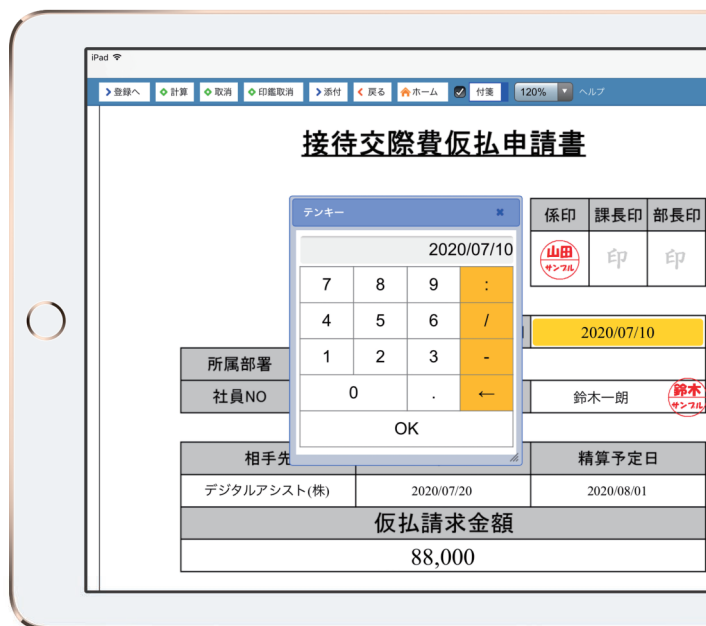 iPad
登録へ 計算 取消 印鑑取消 添付 戻る ホーム 付箋 120% ヘルプ
接待交際費仮払申請書
テンキー
係印 課長印 部長印
2020/07/10
山田 サンプル 印 印
7 8 9 :
4 5 6 /
2020/07/10
1 2 3 -
所属部署
0 . ←
社員NO 鈴木一朗 鈴木 サンプル
OK
相手先 精算予定日
デジタルアシスト(株) 2020/07/20 2020/08/01
仮払請求金額
88,000